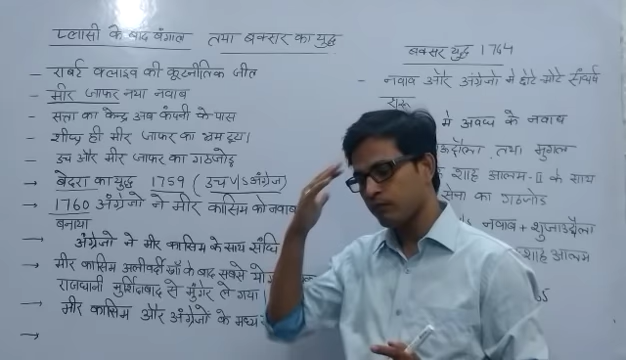 प्लासी के बाद बंगाल तथा बक्सर का युद्ध
– रार्बट क्लाइव की कूटनीतिक जीत
– मीर जाफर नया नवाब
– सत्ता का केन्द्र अब कंपनी के पास
– शीघ्र ही मीर जाफर का भ्रम टूटा।
– डच और मीर जाफर का गठजोड़
→ बेदरा का युद्ध 1759 (डच V/S अंग्रेज)
→ 1760 अंग्रेजो ने मीर कासिम को नवाब
बनाया
→ अंग्रेजो ने मीर कासिम के साथ संधि
→ मीर कासिम अलीवर्दी खाँ के बाद सबसे
राजधानी मुर्शिदाबाद से मुंगेर ले गया।
→ मीर कासिम और अंग्रेजो के मध्य
→
बक्सर युद्ध 1764
– नवाब और अंग्रेजो मे छोटे-मोटे संघर्ष
शुरू
मे अवध के नवाब
तथा मुगल
शाह आलम-II के साथ
सेना का गठजोड़
नवाब + शुजाउद्दौला
शाह आलम